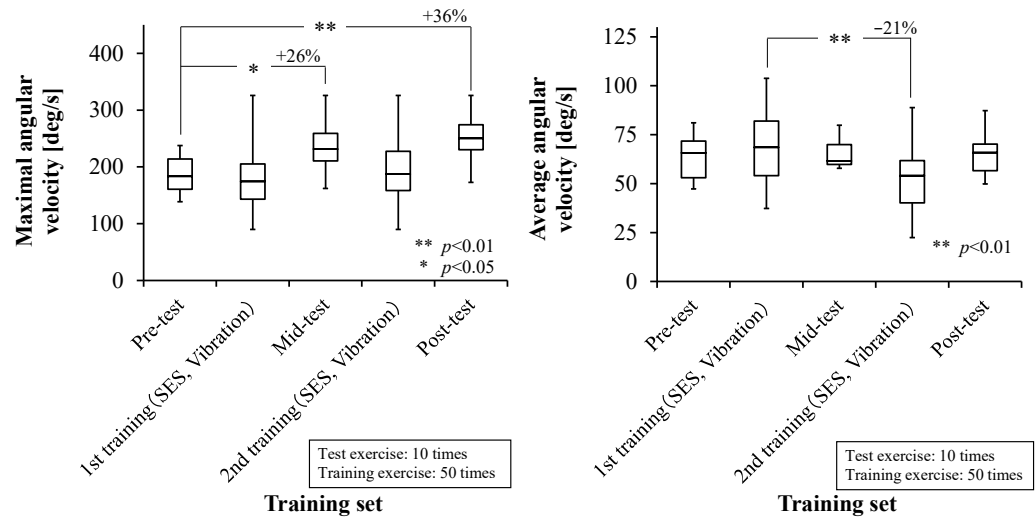 +36%
**
+26%
*
400
300
200
100
0
Maximal angular
velocity [deg/s]
** p<0.01
* p<0.05
Pre-test
1st training (SES, Vibration)
Mid-test
2nd training (SES, Vibration)
Post-test
Test exercise: 10 times
Training exercise: 50 times
Training set
−21%
**
125
100
75
50
25
0
Average angular
velocity [deg/s]
** p<0.01
Pre-test
1st training (SES, Vibration)
Mid-test
2nd training (SES, Vibration)
Post-test
Test exercise: 10 times
Training exercise: 50 times
Training set